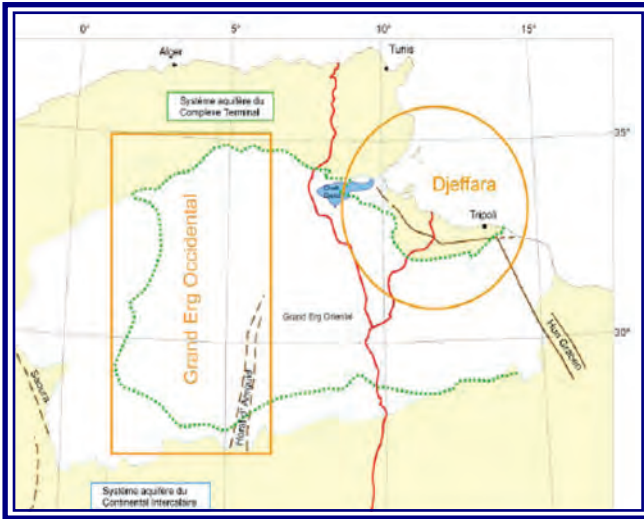 0°
5°
10°
15°
Alger
Tunis
Système aquifère du
Complexe Terminal
35°
Djeffara
Tripoli
Grand Erg Occidental
Grand Erg Oriental
30°
Hun Graben
Saoura
Système aquifère du
Continental Intercalaire